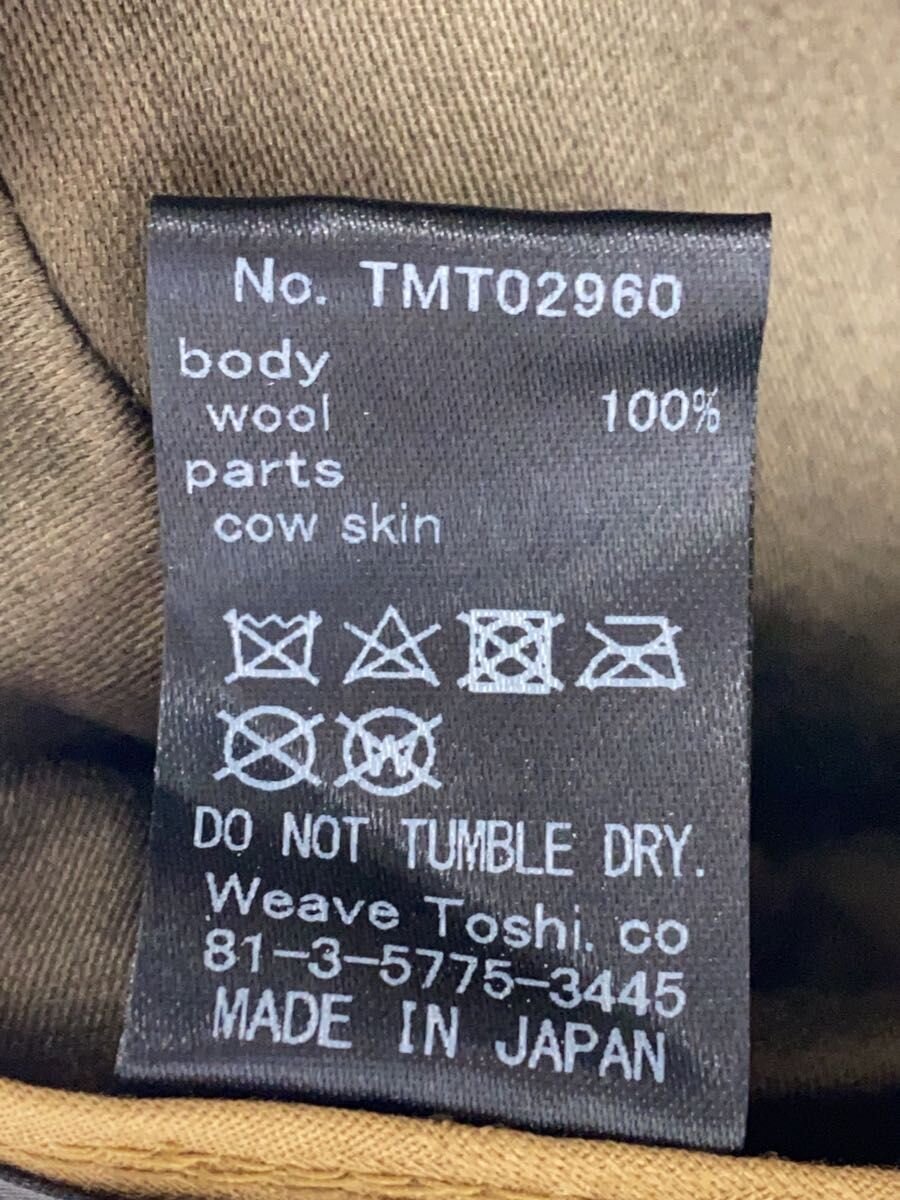 No. TMT02960
body
wool 100%
parts
cow skin
W
DO NOT TUMBLE DRY.
Weave Toshi. co
81-3-5775-3445
MADE IN JAPAN